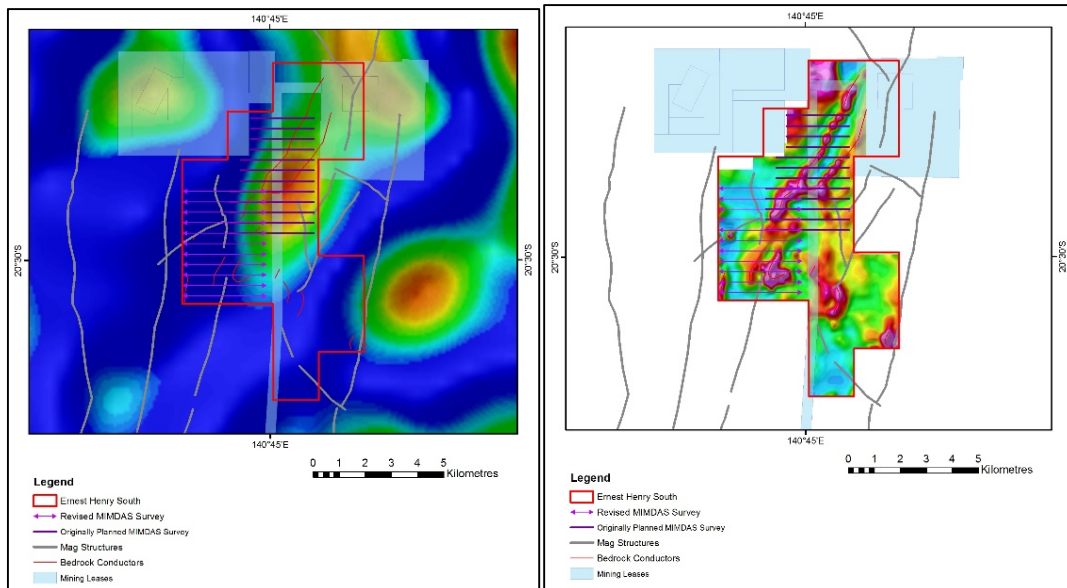 140°45'E
20°30'S
20°30'S
140°45'E
0 1 2 3 4 5
Kilometres
Legend
Ernest Henry South
Revised MIMDAS Survey
Originally Planned MIMDAS Survey
Mag Structures
Bedrock Conductors
Mining Leases
140°45'E
20°30'S
20°30'S
140°45'E
0 1 2 3 4 5
Kilometres
Legend
Ernest Henry South
Revised MIMDAS Survey
Originally Planned MIMDAS Survey
Mag Structures
Bedrock Conductors
Mining Leases